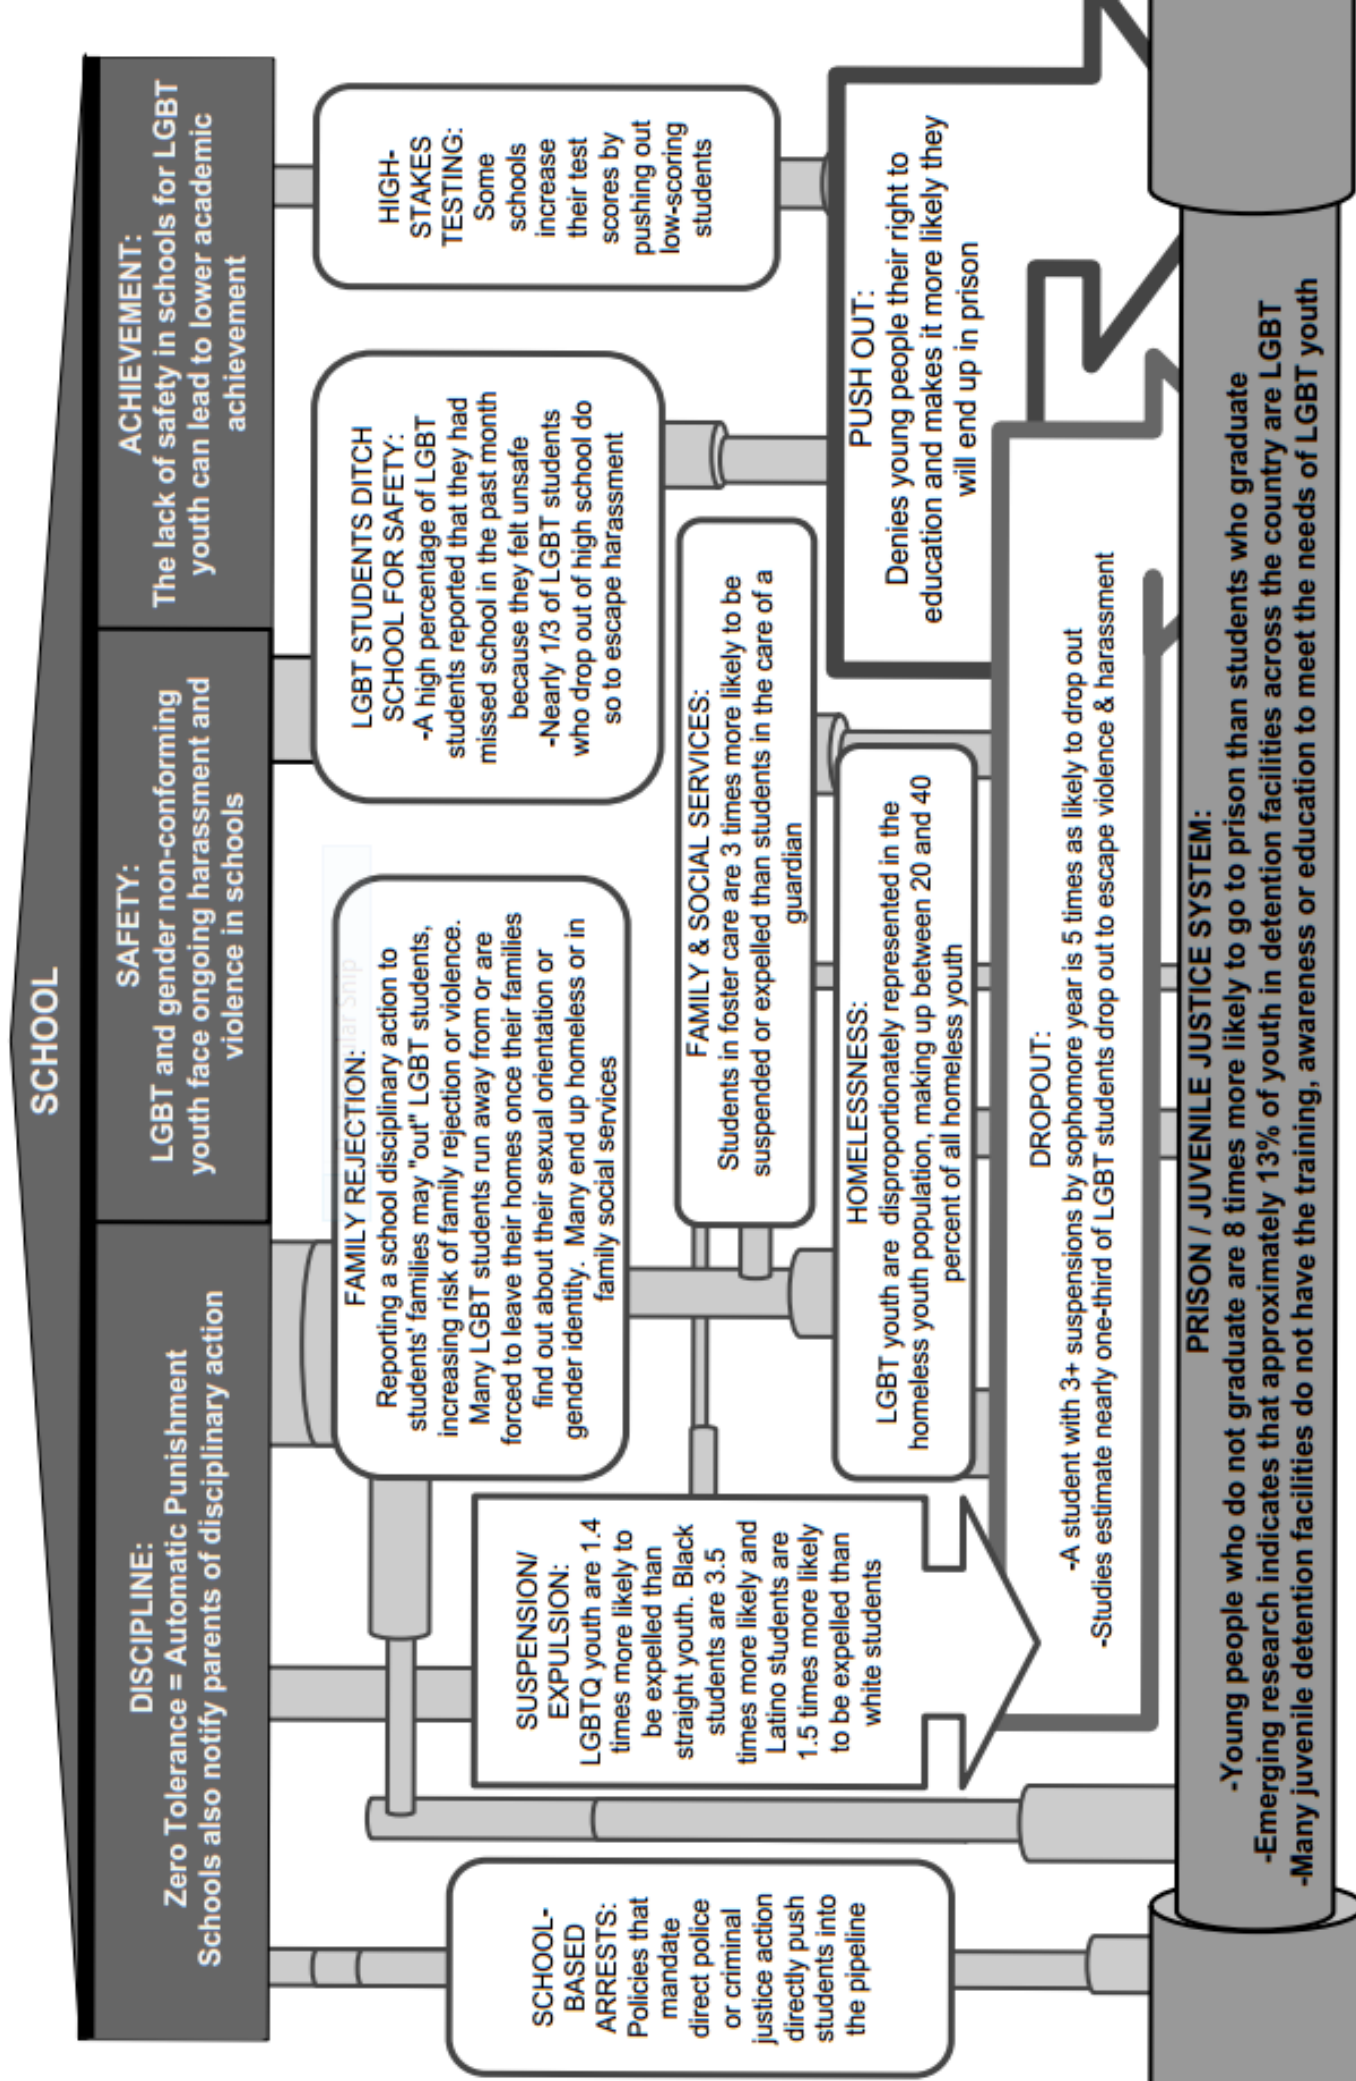 SCHOOL
DISCIPLINE:
Zero Tolerance = Automatic Punishment
Schools also notify parents of disciplinary action
SAFETY:
LGBT and gender non-conforming
youth face ongoing harassment and
violence in schools
ACHIEVEMENT:
The lack of safety in schools for LGBT
youth can lead to lower academic
achievement
SCHOOL-
BASED
ARRESTS:
Policies that
mandate
direct police
or criminal
justice action
directly push
students into
the pipeline
SUSPENSION/
EXPULSION:
LGBTQ youth are 1.4
times more likely to
be expelled than
straight youth. Black
students are 3.5
times more likely and
Latino students are
1.5 times more likely
to be expelled than
white students
FAMILY REJECTION:
Reporting a school disciplinary action to
students' families may "out" LGBT students,
increasing risk of family rejection or violence.
Many LGBT students run away from or are
forced to leave their homes once their families
find out about their sexual orientation or
gender identity. Many end up homeless or in
family social services
LGBT STUDENTS DITCH
SCHOOL FOR SAFETY:
-A high percentage of LGBT
students reported that they had
missed school in the past month
because they felt unsafe
-Nearly 1/3 of LGBT students
who drop out of high school do
so to escape harassment
HIGH-
STAKES
TESTING:
Some
schools
increase
their test
scores by
pushing out
low-scoring
students
FAMILY & SOCIAL SERVICES:
Students in foster care are 3 times more likely to be
suspended or expelled than students in the care of a
guardian
HOMELESSNESS:
LGBT youth are disproportionately represented in the
homeless youth population, making up between 20 and 40
percent of all homeless youth
PUSH OUT:
Denies young people their right to
education and makes it more likely they
will end up in prison
DROPOUT:
-A student with 3+ suspensions by sophomore year is 5 times as likely to drop out
-Studies estimate nearly one-third of LGBT students drop out to escape violence & harassment
PRISON / JUVENILE JUSTICE SYSTEM:
-Young people who do not graduate are 8 times more likely to go to prison than students who graduate
-Emerging research indicates that approximately 13% of youth in detention facilities across the country are LGBT
-Many juvenile detention facilities do not have the training, awareness or education to meet the needs of LGBT youth